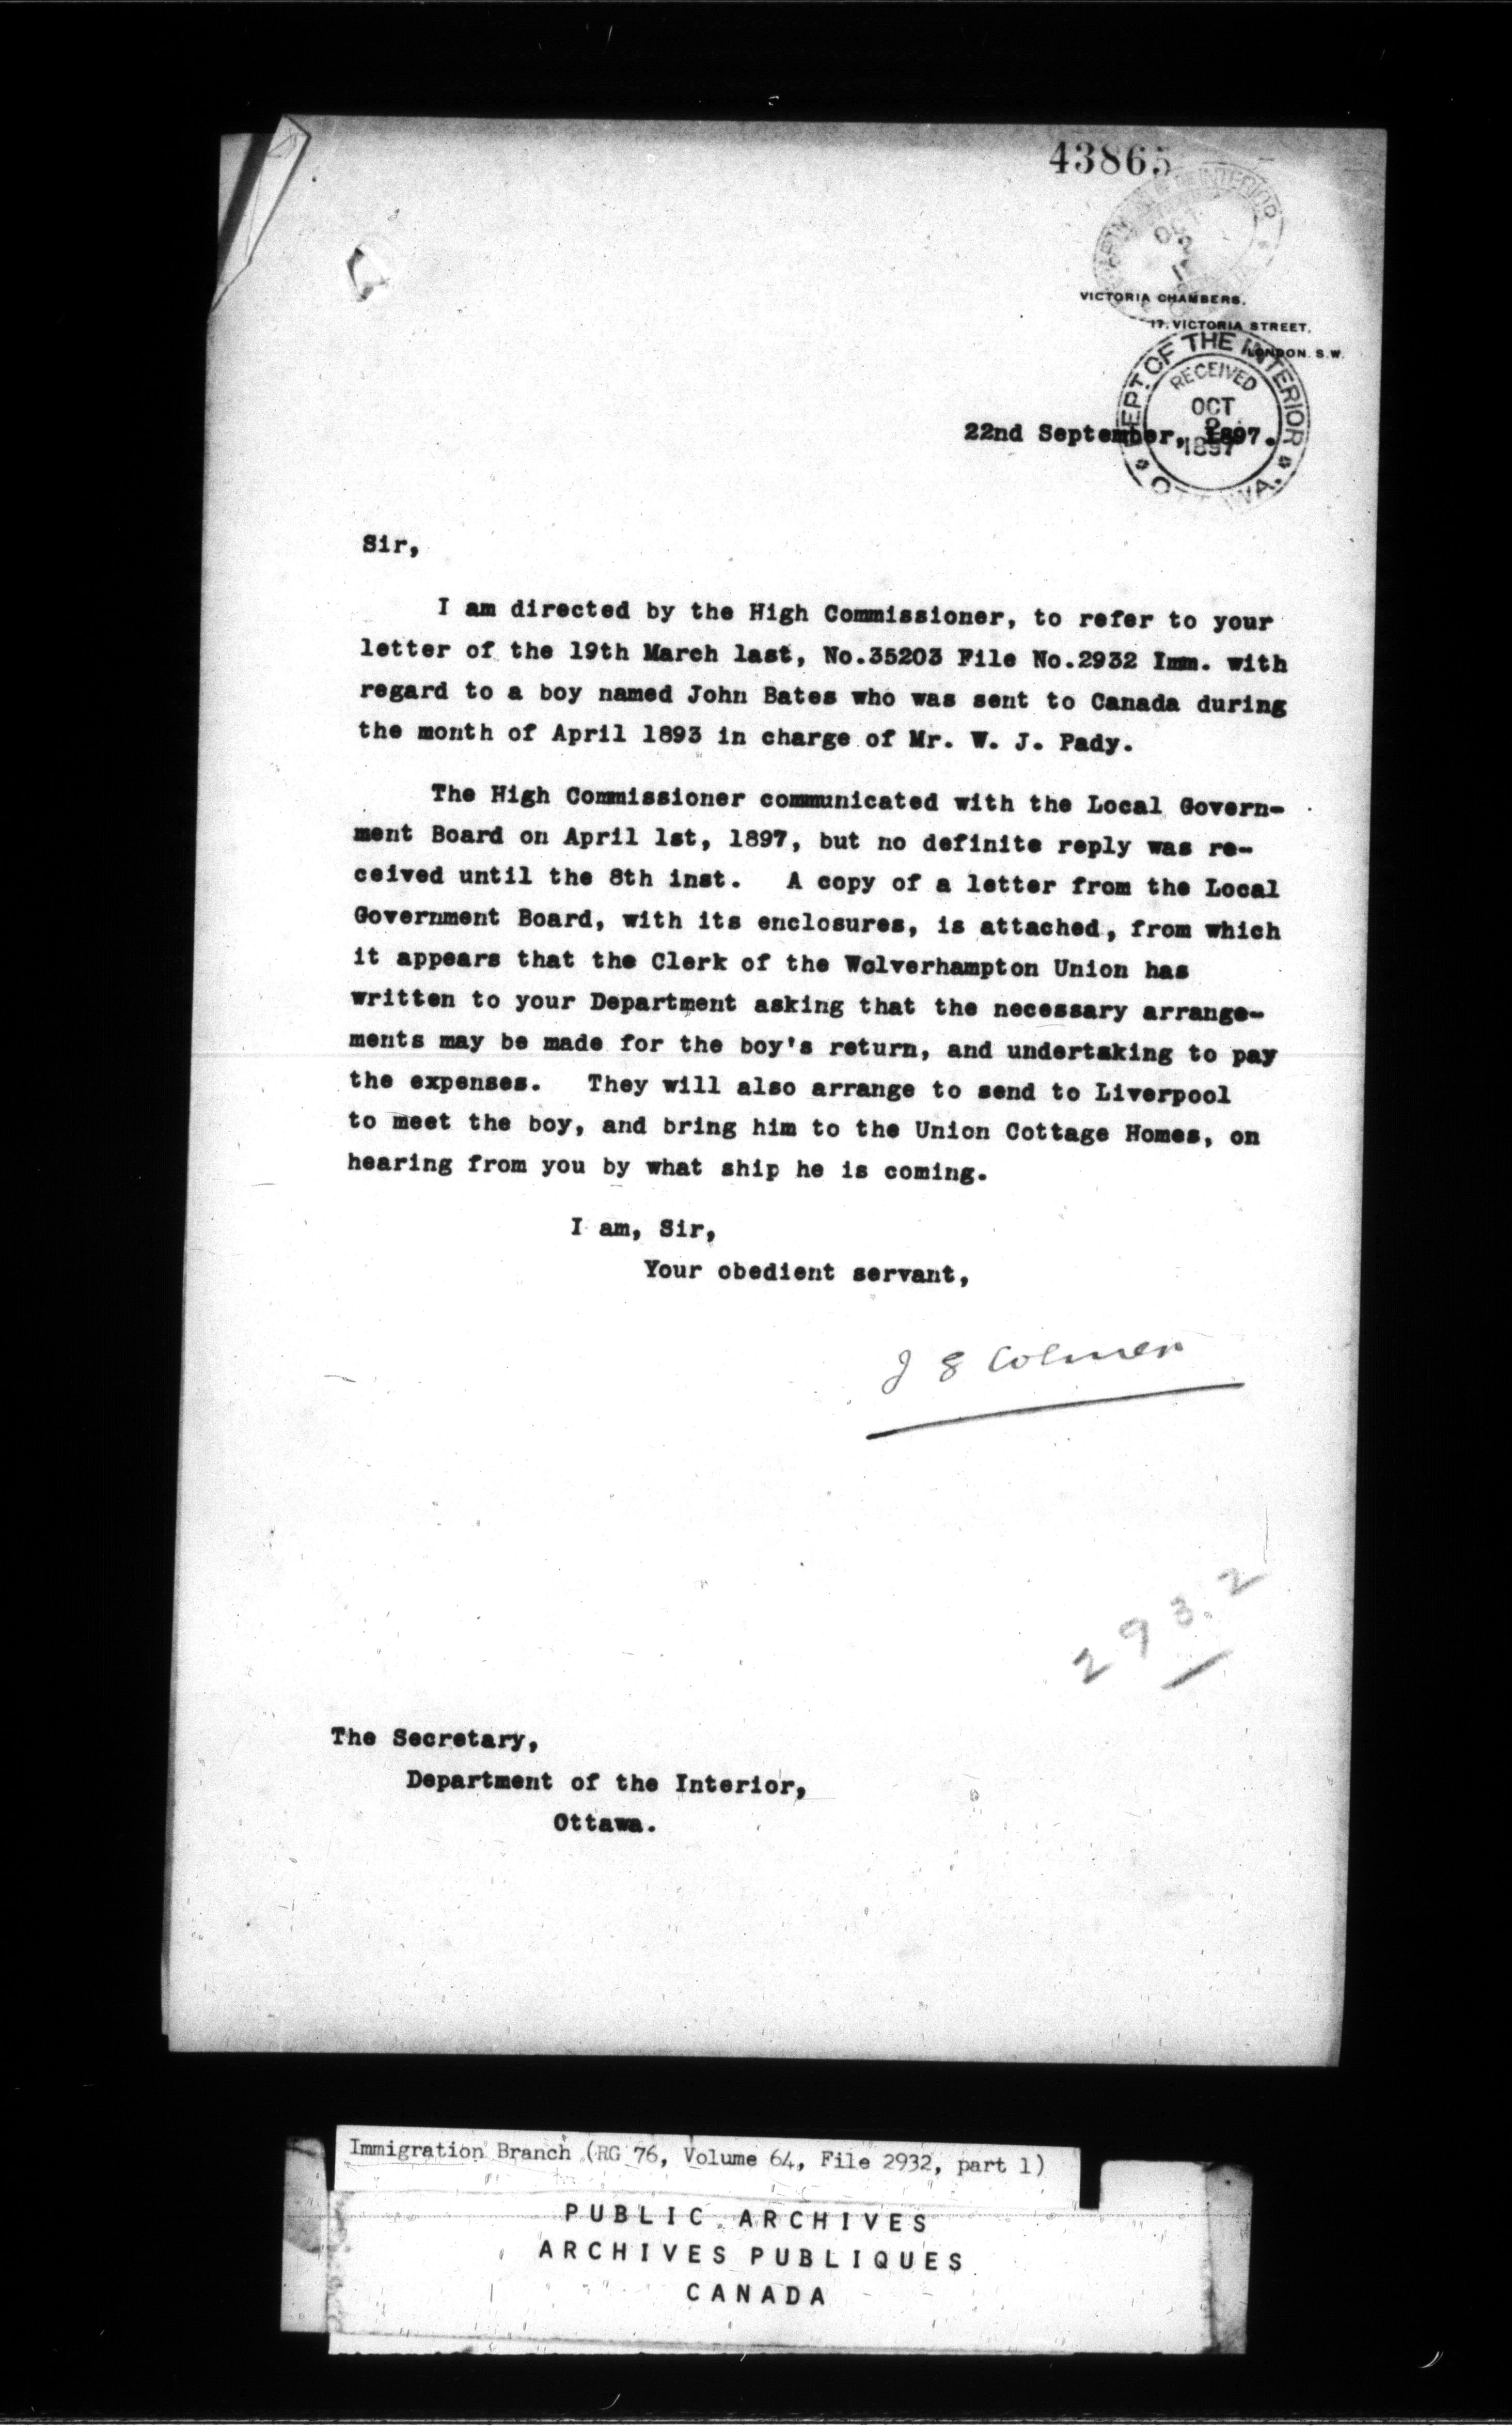 43865
DEPARTMENT OF THE INTERIOR
OCT
2
VICTORIA CHAMBERS,
17, VICTORIA STREET,
LONDON. S.W.
DEPT. OF THE INTERIOR
RECEIVED
OCT
2
1897
OTTAWA.
22nd September, 1897.
Sir,
I am directed by the High Commissioner, to refer to your
letter of the 19th March last, No.35203 File No.2932 Imm. with
regard to a boy named John Bates who was sent to Canada during
the month of April 1893 in charge of Mr. W. J. Pady.
The High Commissioner communicated with the Local Govern-
ment Board on April 1st, 1897, but no definite reply was re-
ceived until the 8th inst. A copy of a letter from the Local
Government Board, with its enclosures, is attached, from which
it appears that the Clerk of the Wolverhampton Union has
written to your Department asking that the necessary arrange-
ments may be made for the boy's return, and undertaking to pay
the expenses. They will also arrange to send to Liverpool
to meet the boy, and bring him to the Union Cottage Homes, on
hearing from you by what ship he is coming.
I am, Sir,
Your obedient servant,
J G Colmer
2932
The Secretary,
Department of the Interior,
Ottawa.
Immigration Branch (RG 76, Volume 64, File 2932, part 1)
PUBLIC ARCHIVES
ARCHIVES PUBLIQUES
CANADA